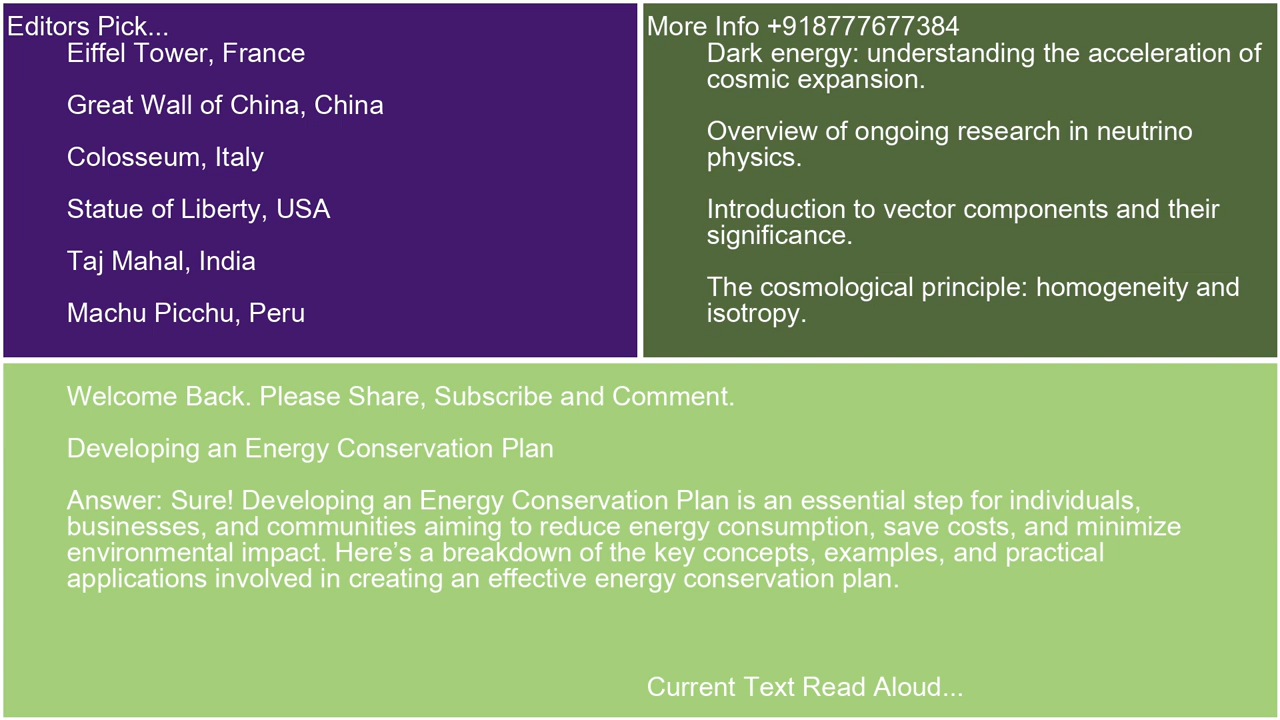 Editors Pick...
Eiffel Tower, France
Great Wall of China, China
Colosseum, Italy
Statue of Liberty, USA
Taj Mahal, India
Machu Picchu, Peru
More Info +918777677384
Dark energy: understanding the acceleration of
cosmic expansion.
Overview of ongoing research in neutrino
physics.
Introduction to vector components and their
significance.
The cosmological principle: homogeneity and
isotropy.
Welcome Back. Please Share, Subscribe and Comment.
Developing an Energy Conservation Plan
Answer: Sure! Developing an Energy Conservation Plan is an essential step for individuals,
businesses, and communities aiming to reduce energy consumption, save costs, and minimize
environmental impact. Here’s a breakdown of the key concepts, examples, and practical
applications involved in creating an effective energy conservation plan.
Current Text Read Aloud...